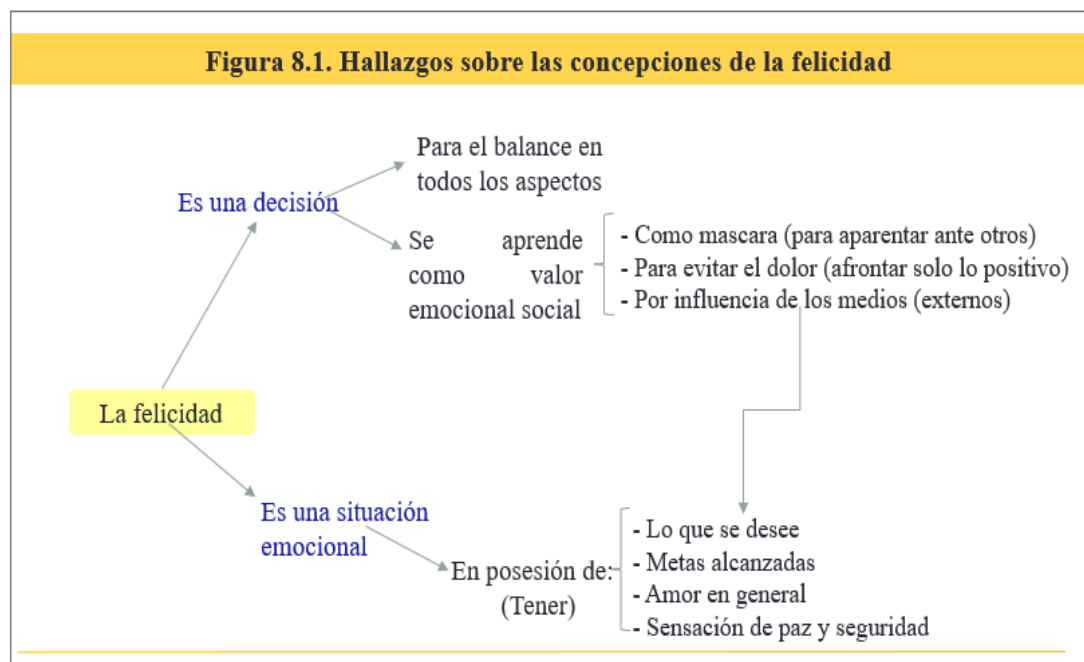 Figura 8.1. Hallazgos sobre las concepciones de la felicidad
Para el balance en
todos los aspectos
Es una decisión
Se aprende
como valor
emocional social
- Como mascara (para aparentar ante otros)
- Para evitar el dolor (afrontar solo lo positivo)
- Por influencia de los medios (externos)
La felicidad
Es una situación
emocional
En posesión de:
(Tener)
- Lo que se desee
- Metas alcanzadas
- Amor en general
- Sensación de paz y seguridad